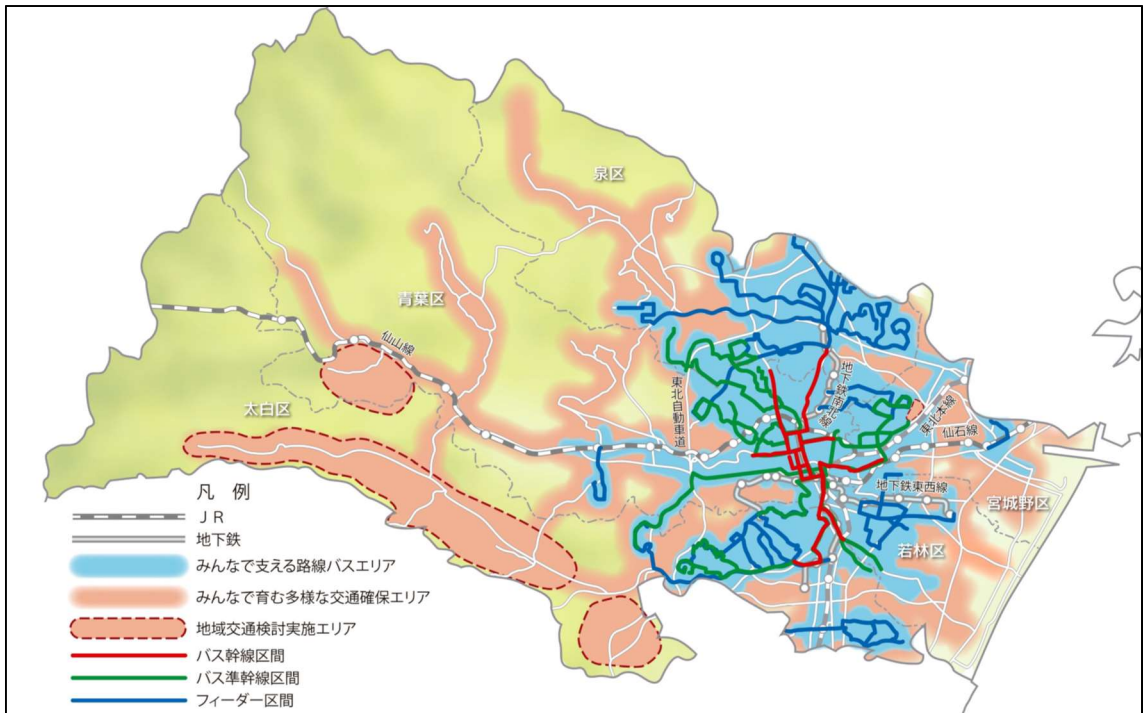 泉区
青葉区
仙山線
太白区
東北自動車道
地下鉄南北線
東北本線
仙石線
地下鉄東西線
宮城野区
若林区
凡 例
JR
地下鉄
みんなで支える路線バスエリア
みんなで育む多様な交通確保エリア
地域交通検討実施エリア
バス幹線区間
バス準幹線区間
フィーダー区間